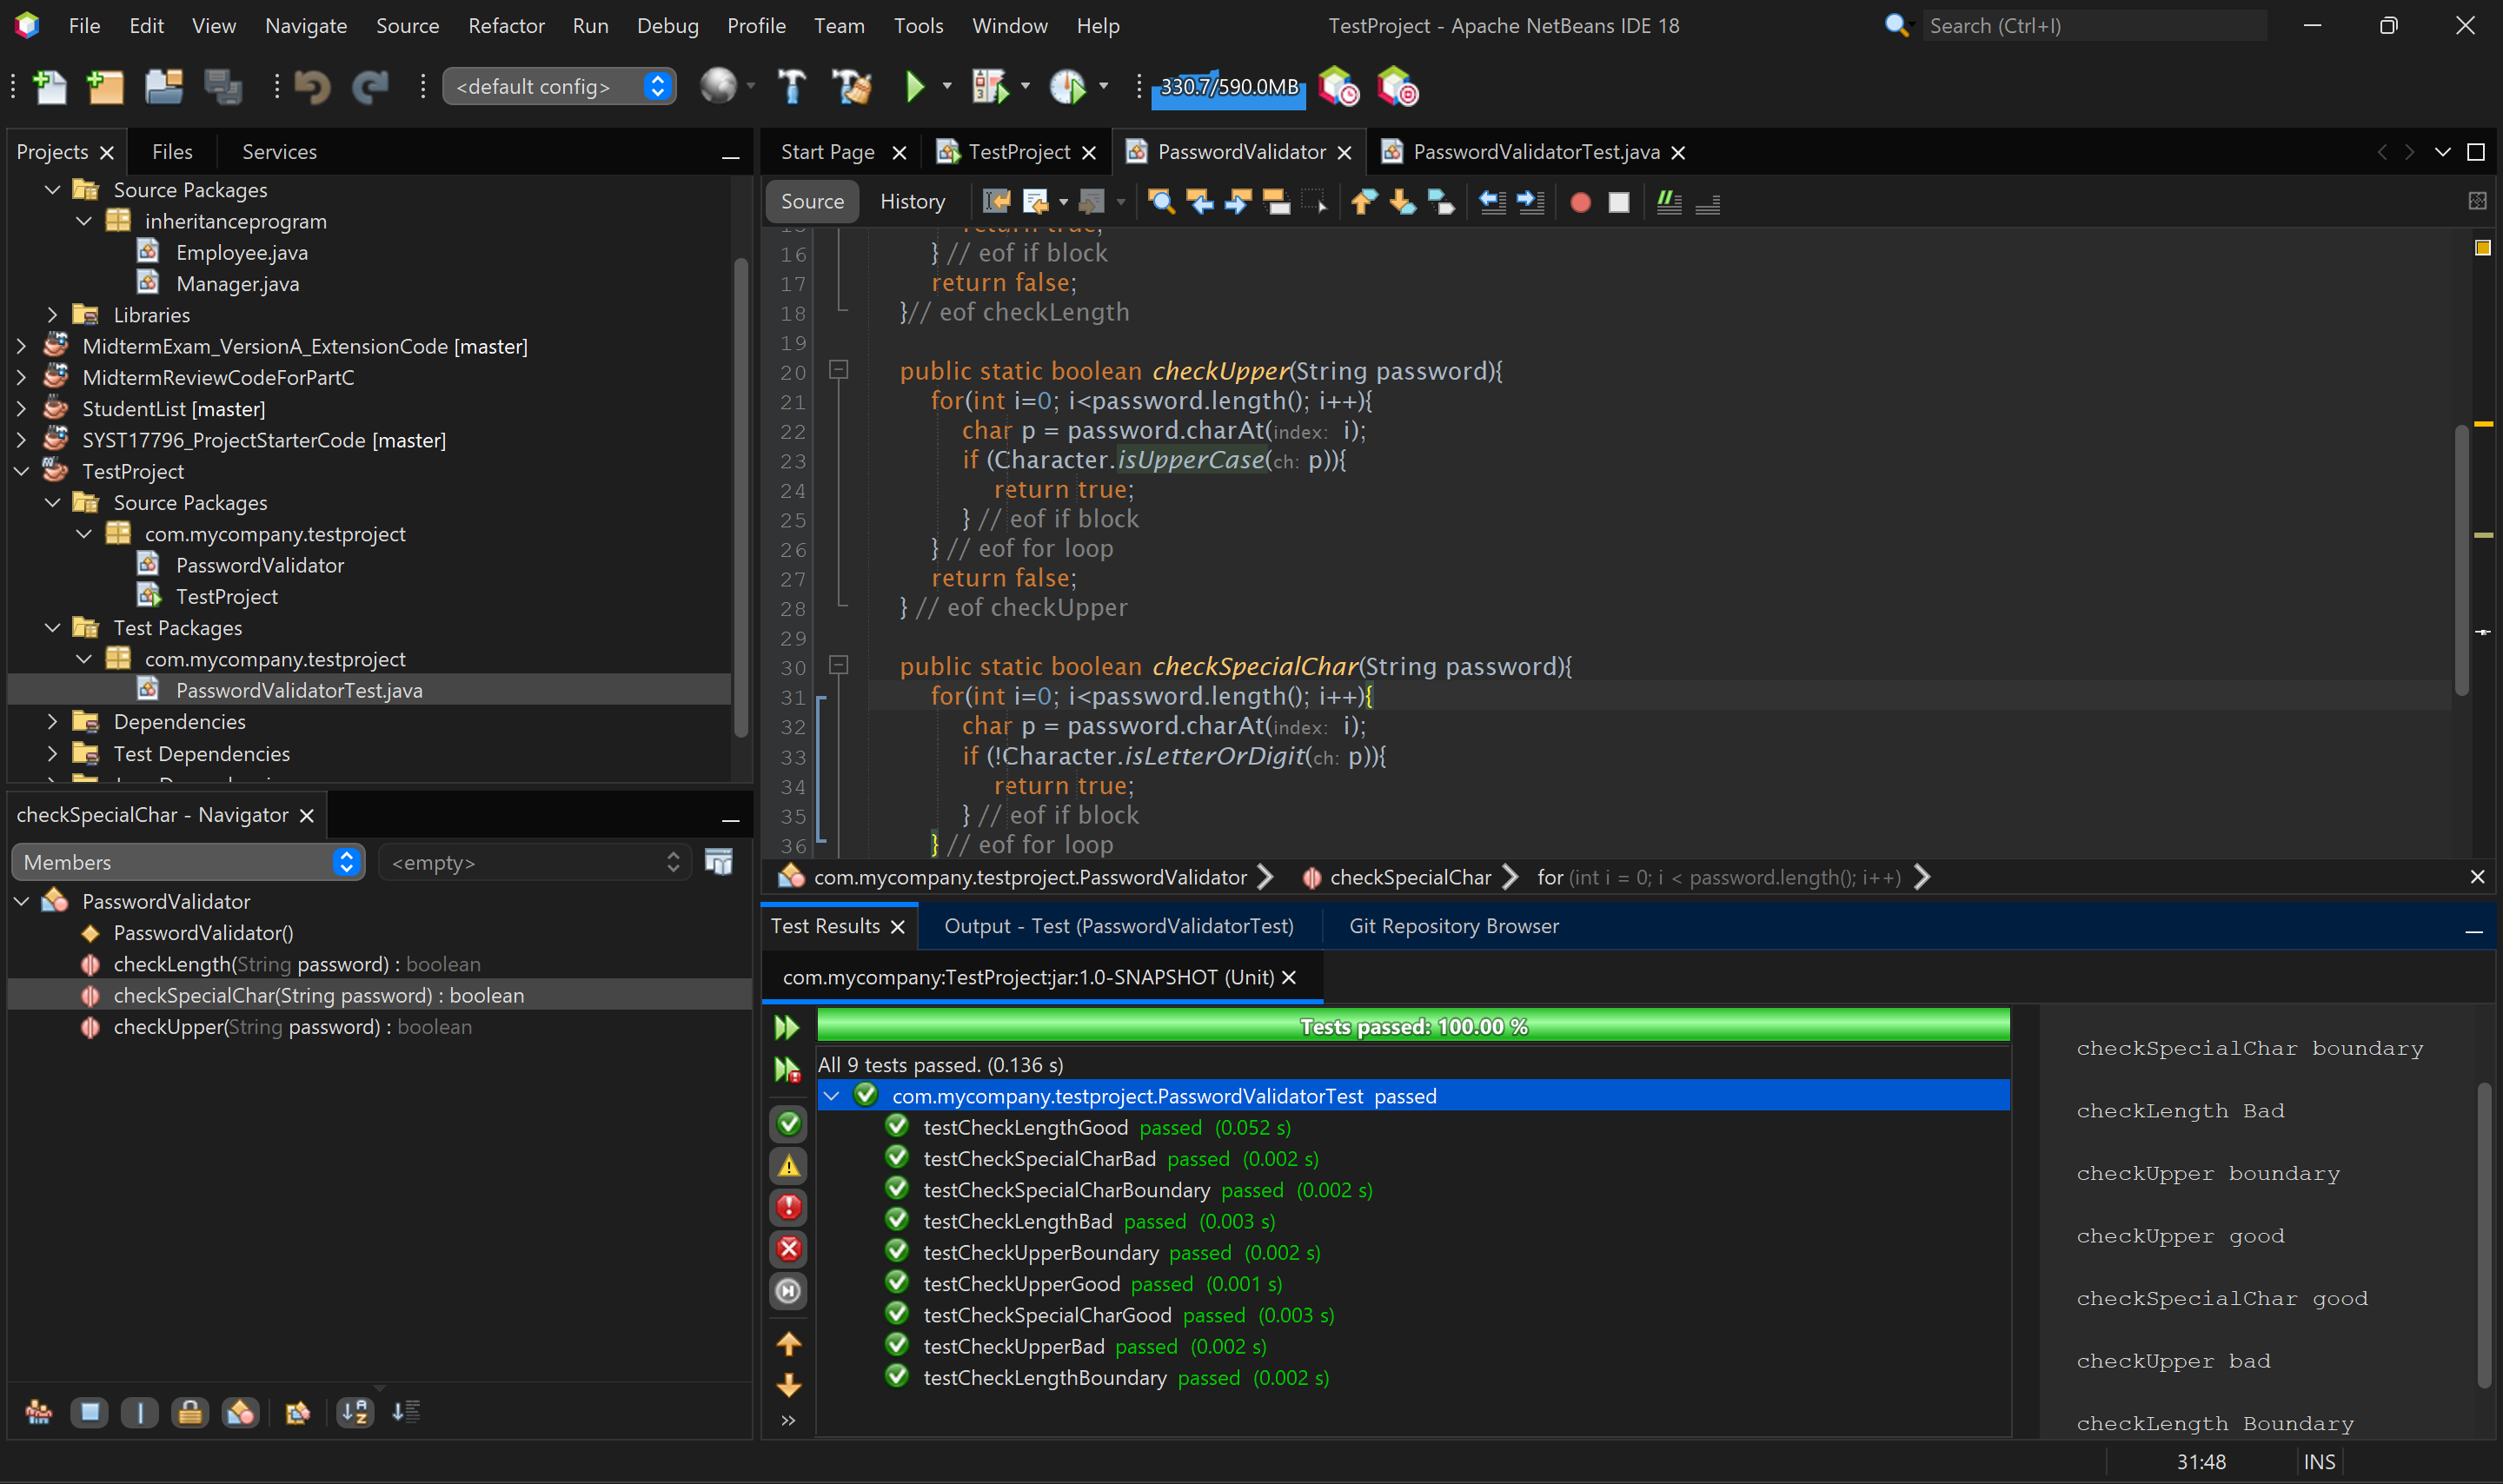 File Edit View Navigate Source Refactor Run Debug Profile Team Tools Window Help TestProject - Apache NetBeans IDE 18 Search (Ctrl+I)
<default config> 330.7/590.0MB
Projects Files Services
Source Packages
inheritanceprogram
Employee.java
Manager.java
Libraries
MidtermExam_VersionA_ExtensionCode [master]
MidtermReviewCodeForPartC
StudentList [master]
SYST17796_ProjectStarterCode [master]
TestProject
Source Packages
com.mycompany.testproject
PasswordValidator
TestProject
Test Packages
com.mycompany.testproject
PasswordValidatorTest.java
Dependencies
Test Dependencies
checkSpecialChar - Navigator
Members <empty>
PasswordValidator
PasswordValidator()
checkLength(String password) : boolean
checkSpecialChar(String password) : boolean
checkUpper(String password) : boolean
Start Page TestProject PasswordValidator PasswordValidatorTest.java
Source History
15 return true;
16 } // eof if block
17 return false;
18 }// eof checkLength
19
20 public static boolean checkUpper(String password){
21 for(int i=0; i<password.length(); i++){
22 char p = password.charAt(index: i);
23 if (Character.isUpperCase(ch: p)){
24 return true;
25 } // eof if block
26 } // eof for loop
27 return false;
28 } // eof checkUpper
29
30 public static boolean checkSpecialChar(String password){
31 for(int i=0; i<password.length(); i++){
32 char p = password.charAt(index: i);
33 if (!Character.isLetterOrDigit(ch: p)){
34 return true;
35 } // eof if block
36 } // eof for loop
com.mycompany.testproject.PasswordValidator checkSpecialChar for (int i = 0; i < password.length(); i++)
Test Results Output - Test (PasswordValidatorTest) Git Repository Browser
com.mycompany:TestProject:jar:1.0-SNAPSHOT (Unit)
Tests passed: 100.00 %
All 9 tests passed. (0.136 s)
com.mycompany.testproject.PasswordValidatorTest passed
testCheckLengthGood passed (0.052 s)
testCheckSpecialCharBad passed (0.002 s)
testCheckSpecialCharBoundary passed (0.002 s)
testCheckLengthBad passed (0.003 s)
testCheckUpperBoundary passed (0.002 s)
testCheckUpperGood passed (0.001 s)
testCheckSpecialCharGood passed (0.003 s)
testCheckUpperBad passed (0.002 s)
testCheckLengthBoundary passed (0.002 s)
checkSpecialChar boundary
checkLength Bad
checkUpper boundary
checkUpper good
checkSpecialChar good
checkUpper bad
checkLength Boundary
31:48 INS